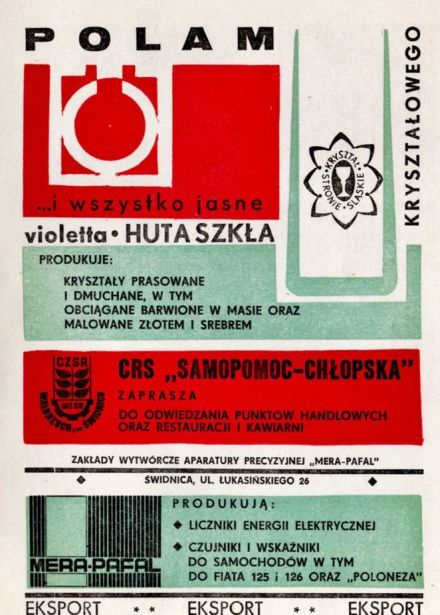 POLAM
...i wszystko jasne
KRYSZTAŁ
STRONIE ŚLĄSKIE
violetta • HUTA SZKŁA
KRYSZTAŁOWEGO
PRODUKUJE:
KRYSZTAŁY PRASOWANE
I DMUCHANE, W TYM
OBCIĄGANE BARWIONE W MASIE ORAZ
MALOWANE ZŁOTEM I SREBREM
CZSR
WZSR
WAŁBRZYCH
ŚWIDNICA
CRS „SAMOPOMOC-CHŁOPSKA"
ZAPRASZA
DO ODWIEDZANIA PUNKTÓW HANDLOWYCH
ORAZ RESTAURACJI I KAWIARNI
ZAKŁADY WYTWÓRCZE APARATURY PRECYZYJNEJ „MERA-PAFAL"
◆ ŚWIDNICA, UL. ŁUKASIŃSKIEGO 26 ◆
MERA-PAFAL
PRODUKUJĄ:
◆ LICZNIKI ENERGII ELEKTRYCZNEJ
◆ CZUJNIKI I WSKAŹNIKI
DO SAMOCHODÓW W TYM
DO FIATA 125 i 126 ORAZ „POLONEZA"
EKSPORT ** EKSPORT ** EKSPORT